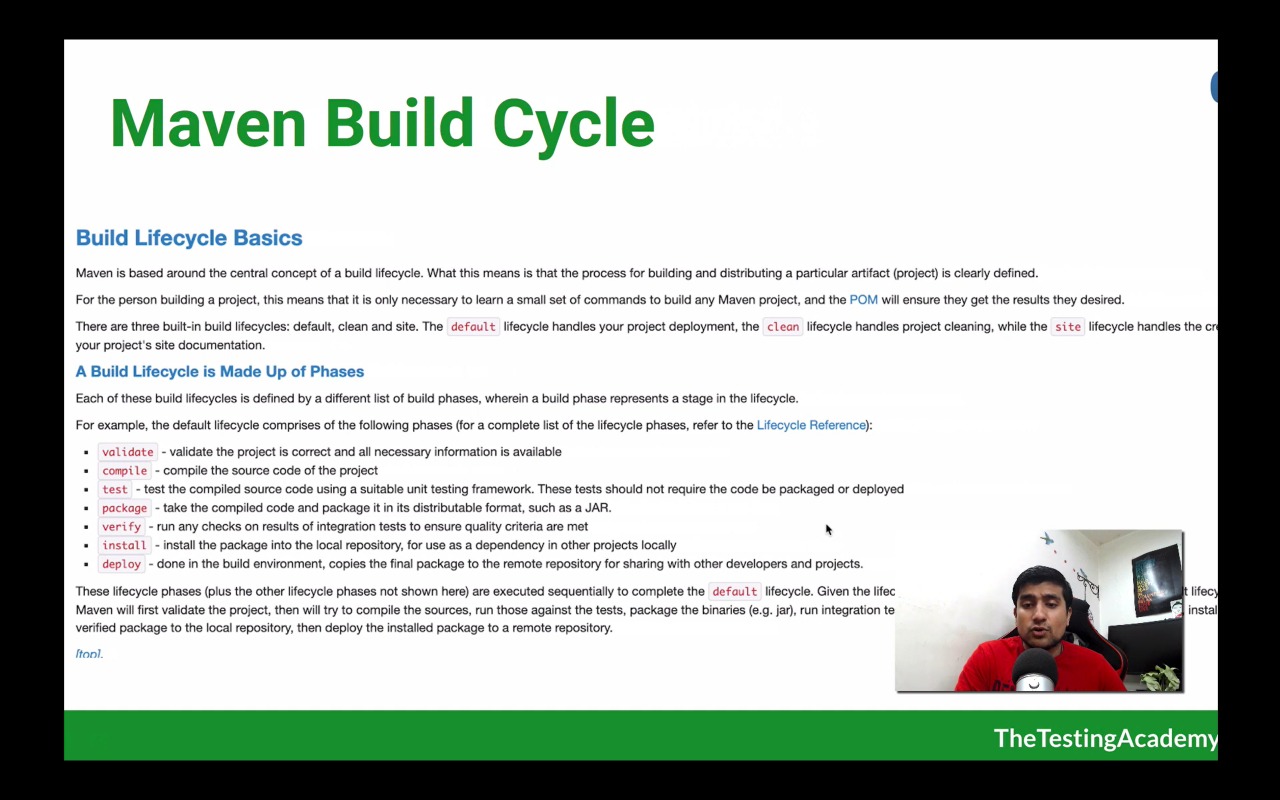 Maven Build Cycle
Build Lifecycle Basics
Maven is based around the central concept of a build lifecycle. What this means is that the process for building and distributing a particular artifact (project) is clearly defined.
For the person building a project, this means that it is only necessary to learn a small set of commands to build any Maven project, and the POM will ensure they get the results they desired.
There are three built-in build lifecycles: default, clean and site. The default lifecycle handles your project deployment, the clean lifecycle handles project cleaning, while the site lifecycle handles the
your project's site documentation.
A Build Lifecycle is Made Up of Phases
Each of these build lifecycles is defined by a different list of build phases, wherein a build phase represents a stage in the lifecycle.
For example, the default lifecycle comprises of the following phases (for a complete list of the lifecycle phases, refer to the Lifecycle Reference):
▪ validate - validate the project is correct and all necessary information is available
▪ compile - compile the source code of the project
▪ test - test the compiled source code using a suitable unit testing framework. These tests should not require the code be packaged or deployed
▪ package - take the compiled code and package it in its distributable format, such as a JAR.
▪ verify - run any checks on results of integration tests to ensure quality criteria are met
▪ install - install the package into the local repository, for use as a dependency in other projects locally
▪ deploy - done in the build environment, copies the final package to the remote repository for sharing with other developers and projects.
These lifecycle phases (plus the other lifecycle phases not shown here) are executed sequentially to complete the default lifecycle. Given the
Maven will first validate the project, then will try to compile the sources, run those against the tests, package the binaries (e.g. jar), run integration
verified package to the local repository, then deploy the installed package to a remote repository.
[top].
TheTestingAcademy